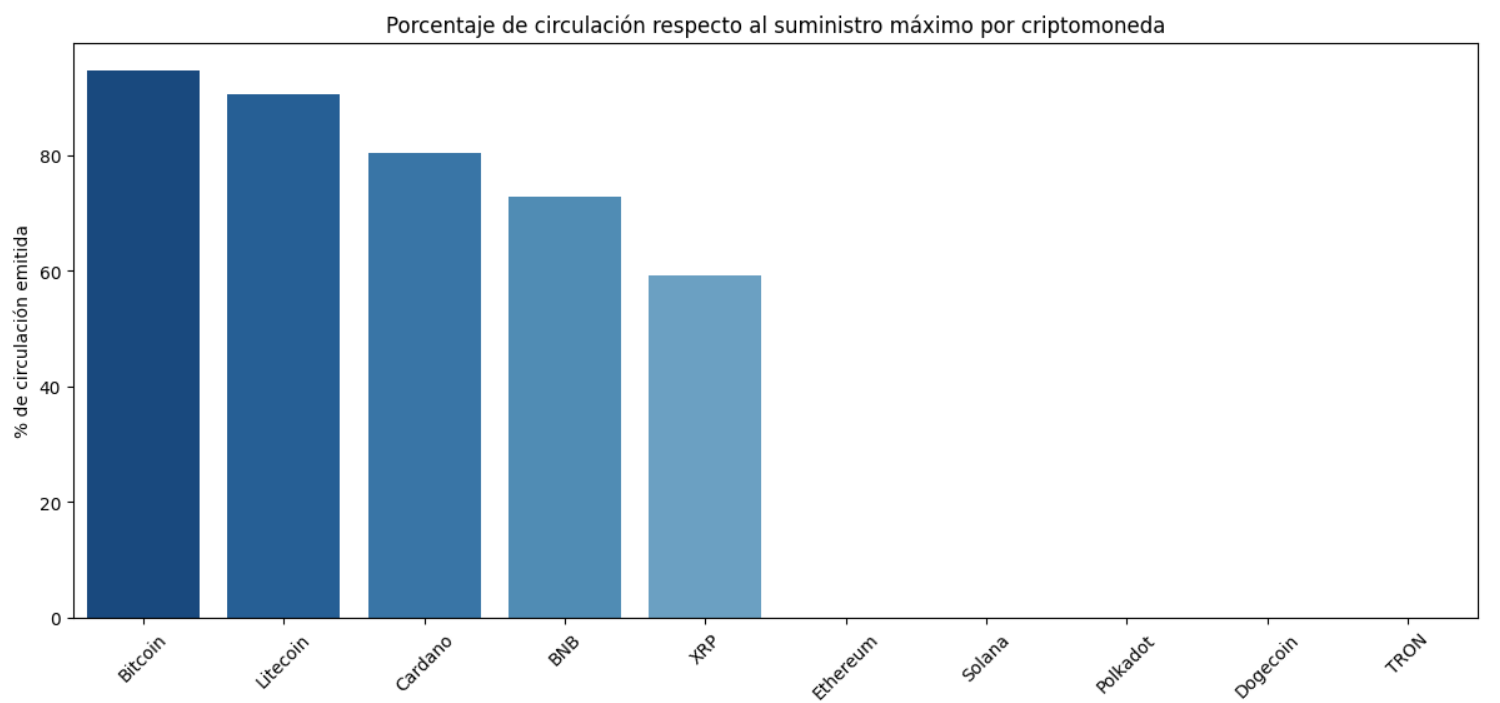 Porcentaje de circulación respecto al suministro máximo por criptomoneda
% de circulación emitida
80
60
40
20
0
Bitcoin
Litecoin
Cardano
BNB
XRP
Ethereum
Solana
Polkadot
Dogecoin
TRON